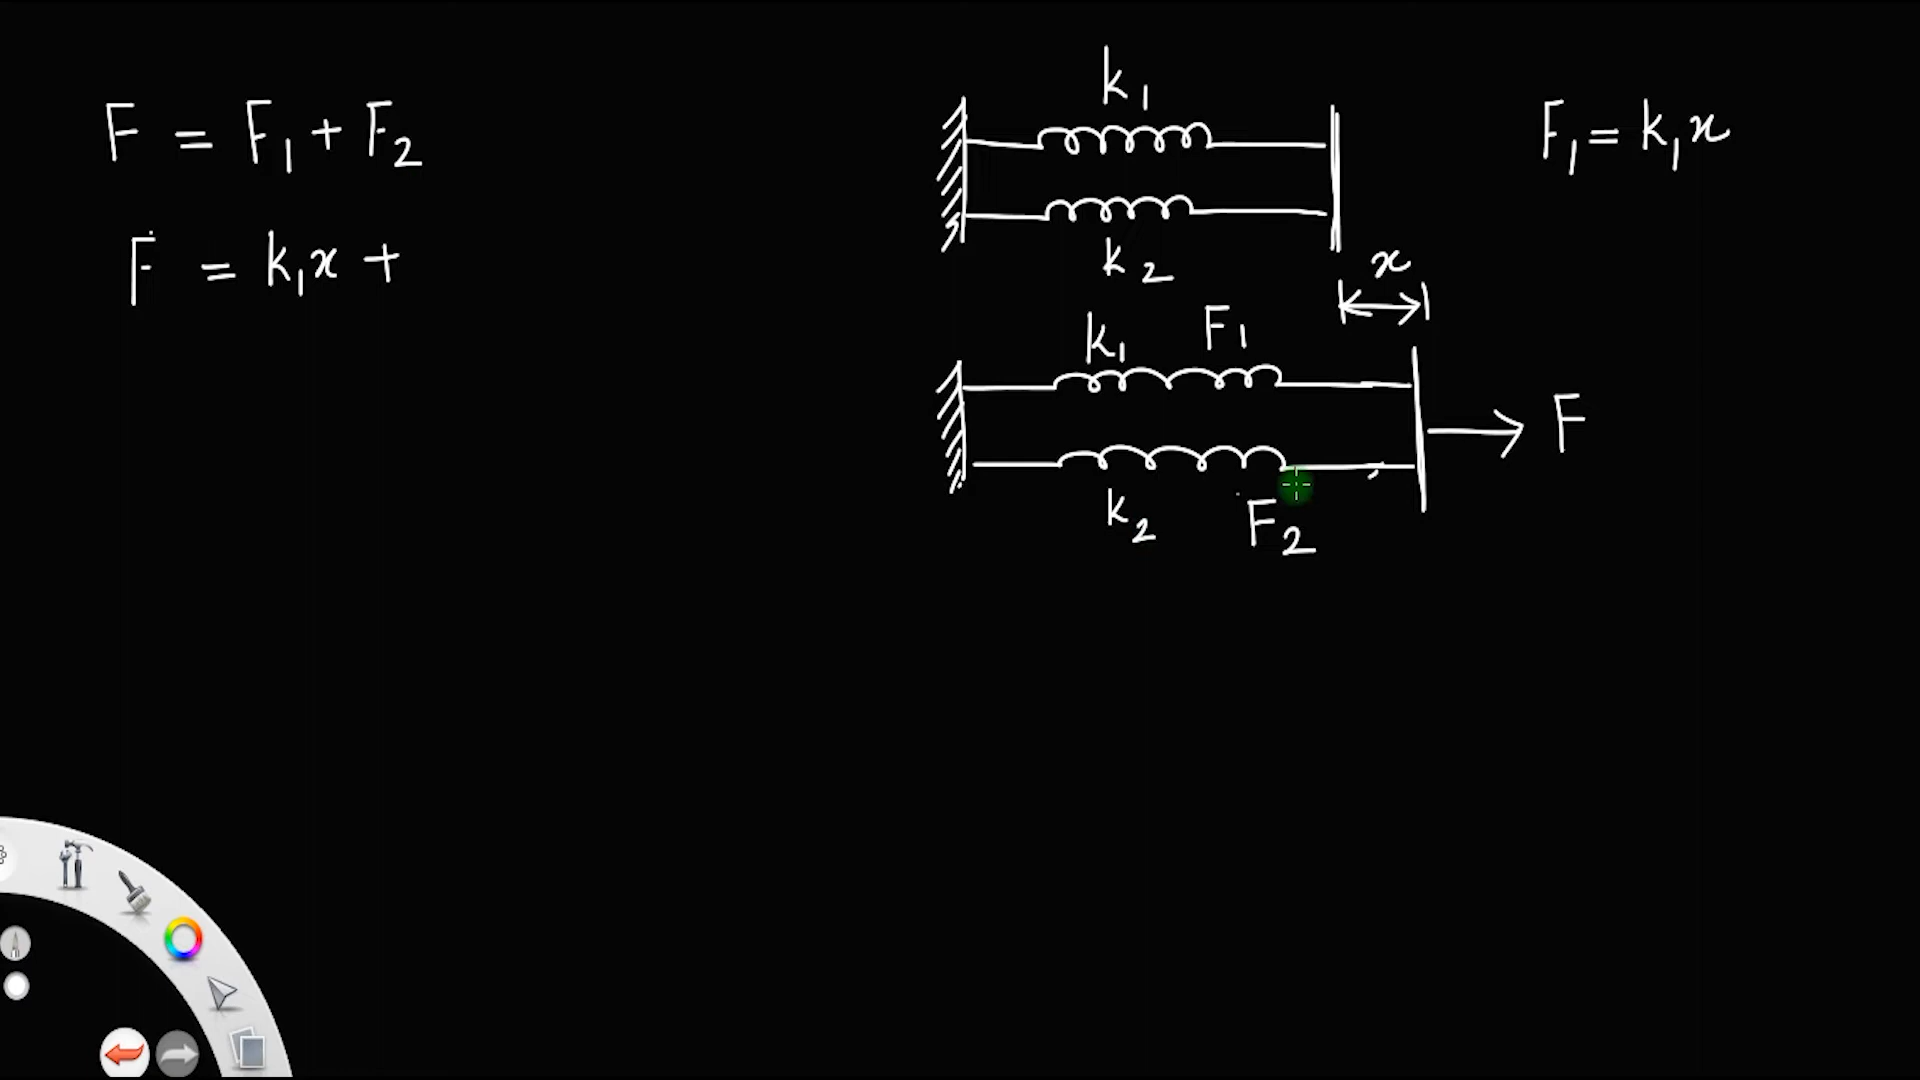 F = F₁ + F₂
F = k₁x +
k₁
k₂
F₁ = k₁x
x
k₁
F₁
F
k₂
F₂